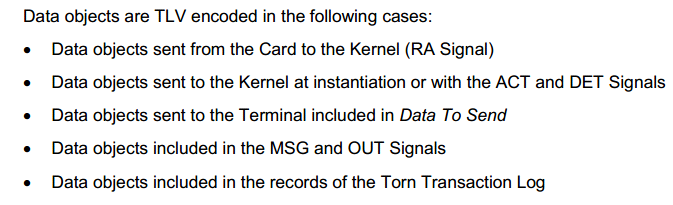 Data objects are TLV encoded in the following cases:
• Data objects sent from the Card to the Kernel (RA Signal)
• Data objects sent to the Kernel at instantiation or with the ACT and DET Signals
• Data objects sent to the Terminal included in Data To Send
• Data objects included in the MSG and OUT Signals
• Data objects included in the records of the Torn Transaction Log